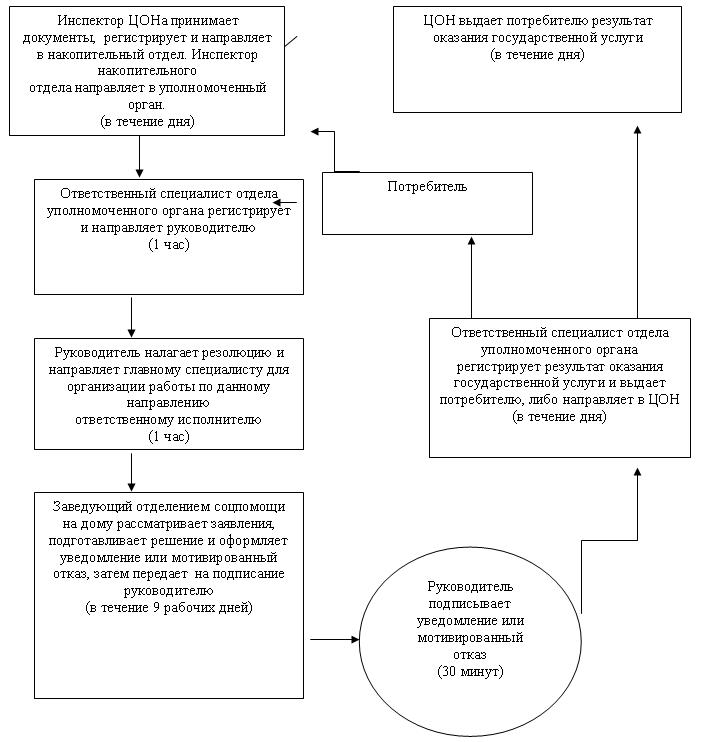 Инспектор ЦОНа принимает
документы, регистрирует и направляет
в накопительный отдел. Инспектор
накопительного
отдела направляет в уполномоченный
орган.
(в течение дня)
ЦОН выдает потребителю результат
оказания государственной услуги
(в течение дня)
Потребитель
Ответственный специалист отдела
уполномоченного органа регистрирует
и направляет руководителю
(1 час)
Руководитель налагает резолюцию и
направляет главному специалисту для
организации работы по данному
направлению
ответственному исполнителю
(1 час)
Ответственный специалист отдела
уполномоченного органа
регистрирует результат оказания
государственной услуги и выдает
потребителю, либо направляет в ЦОН
(в течение дня)
Заведующий отделением соцпомощи
на дому рассматривает заявления,
подготавливает решение и оформляет
уведомление или мотивированный
отказ, затем передает на подписание
руководителю
(в течение 9 рабочих дней)
Руководитель
подписывает
уведомление или
мотивированный
отказ
(30 минут)